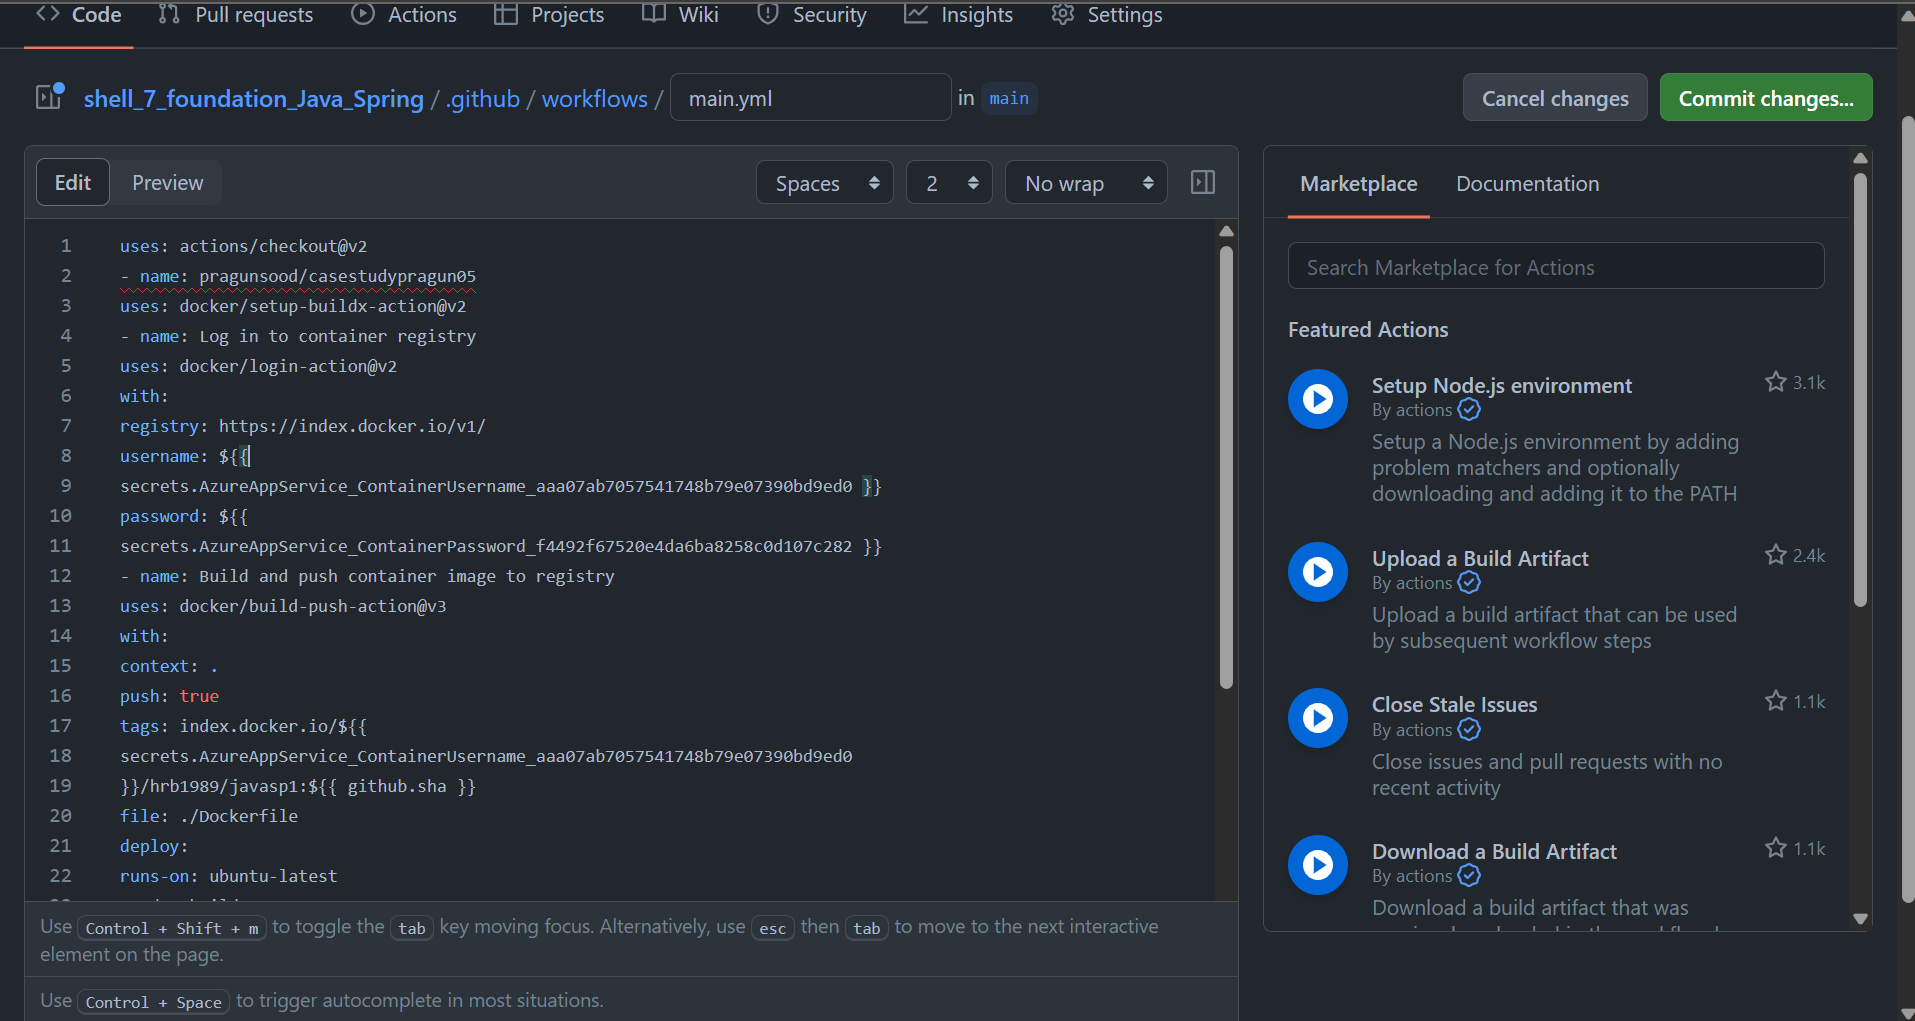 Code Pull requests Actions Projects Wiki Security Insights Settings
shell_7_foundation_Java_Spring / .github / workflows / main.yml in main
Cancel changes Commit changes...
Edit Preview Spaces 2 No wrap
1 uses: actions/checkout@v2
2 - name: pragunsood/casestudypragun05
3 uses: docker/setup-buildx-action@v2
4 - name: Log in to container registry
5 uses: docker/login-action@v2
6 with:
7 registry: https://index.docker.io/v1/
8 username: ${{
9 secrets.AzureAppService_ContainerUsername_aaa07ab7057541748b79e07390bd9ed0 }}
10 password: ${{
11 secrets.AzureAppService_ContainerPassword_f4492f67520e4da6ba8258c0d107c282 }}
12 - name: Build and push container image to registry
13 uses: docker/build-push-action@v3
14 with:
15 context: .
16 push: true
17 tags: index.docker.io/${{
18 secrets.AzureAppService_ContainerUsername_aaa07ab7057541748b79e07390bd9ed0
19 }}/hrb1989/javasp1:${{ github.sha }}
20 file: ./Dockerfile
21 deploy:
22 runs-on: ubuntu-latest
Use Control + Shift + m to toggle the tab key moving focus. Alternatively, use esc then tab to move to the next interactive
element on the page.
Use Control + Space to trigger autocomplete in most situations.
Marketplace Documentation
Search Marketplace for Actions
Featured Actions
Setup Node.js environment 3.1k
By actions
Setup a Node.js environment by adding
problem matchers and optionally
downloading and adding it to the PATH
Upload a Build Artifact 2.4k
By actions
Upload a build artifact that can be used
by subsequent workflow steps
Close Stale Issues 1.1k
By actions
Close issues and pull requests with no
recent activity
Download a Build Artifact 1.1k
By actions
Download a build artifact that was